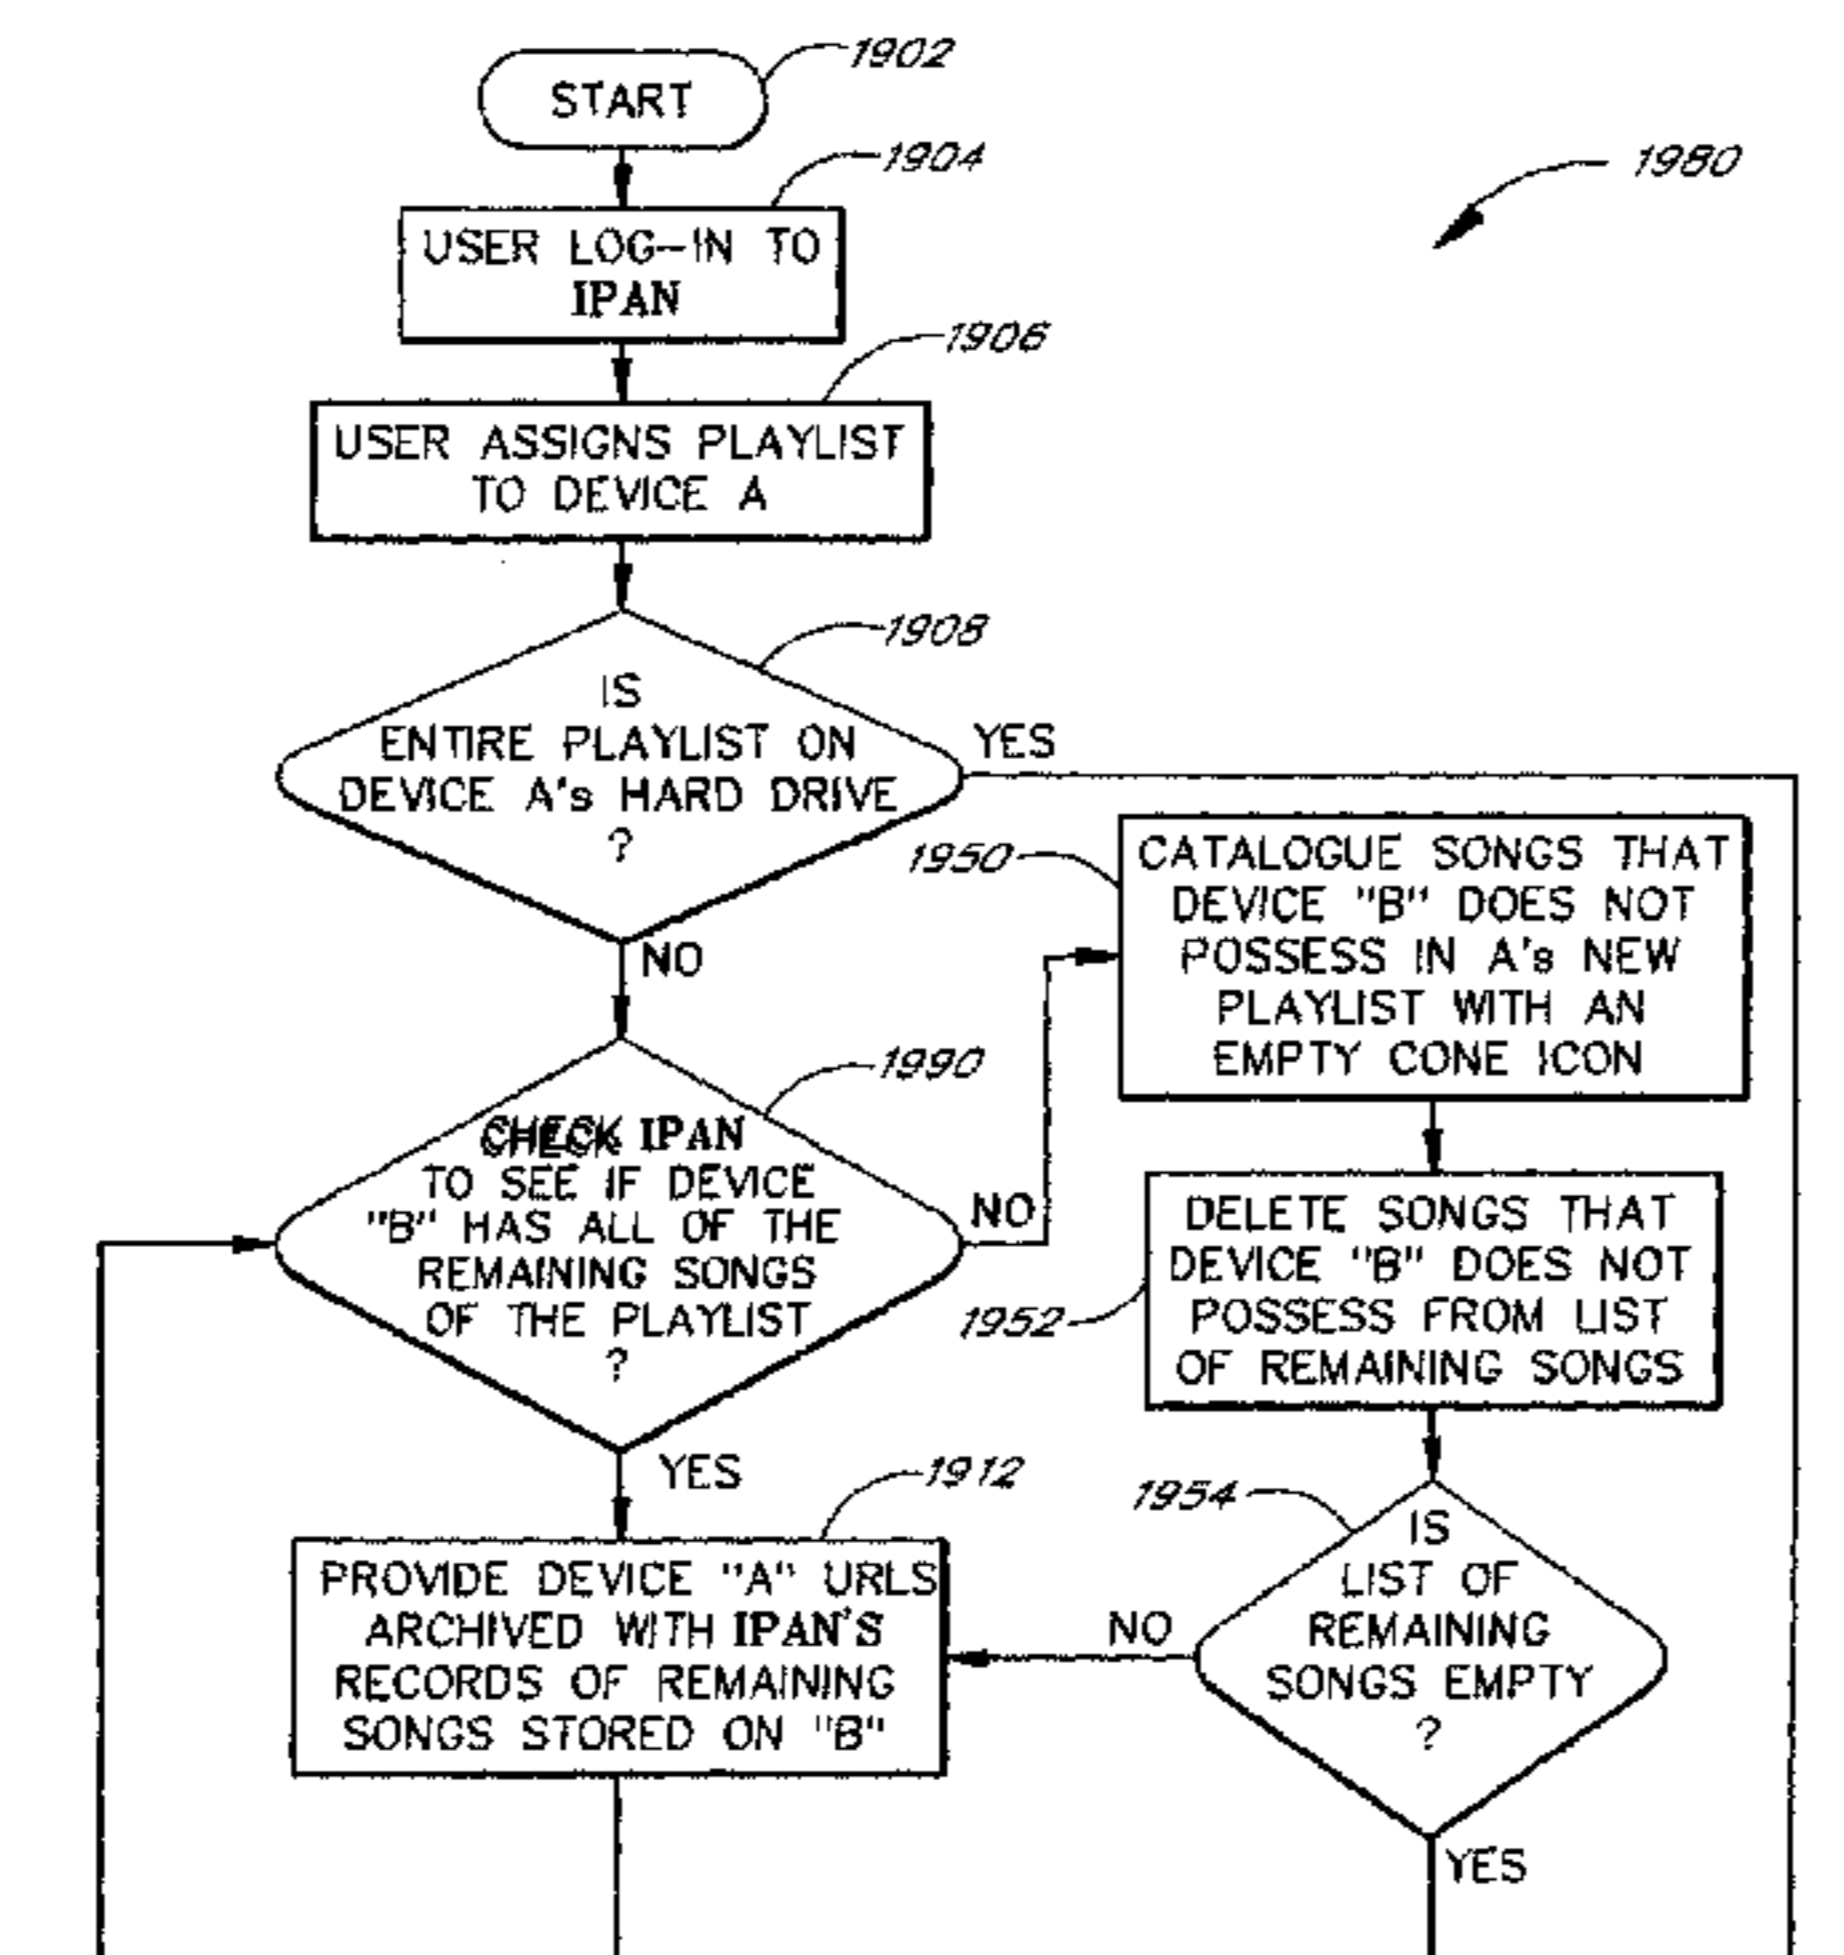 1902
START
1904
1980
USER LOG-IN TO
IPAN
1906
USER ASSIGNS PLAYLIST
TO DEVICE A
1908
IS
ENTIRE PLAYLIST ON
DEVICE A's HARD DRIVE
?
YES
NO
1950
CATALOGUE SONGS THAT
DEVICE "B" DOES NOT
POSSESS IN A's NEW
PLAYLIST WITH AN
EMPTY CONE ICON
1990
CHECK IPAN
TO SEE IF DEVICE
"B" HAS ALL OF THE
REMAINING SONGS
OF THE PLAYLIST
?
NO
YES
1952
DELETE SONGS THAT
DEVICE "B" DOES NOT
POSSESS FROM LIST
OF REMAINING SONGS
1912
PROVIDE DEVICE "A" URLS
ARCHIVED WITH IPAN'S
RECORDS OF REMAINING
SONGS STORED ON "B"
1954
IS
LIST OF
REMAINING
SONGS EMPTY
?
NO
YES